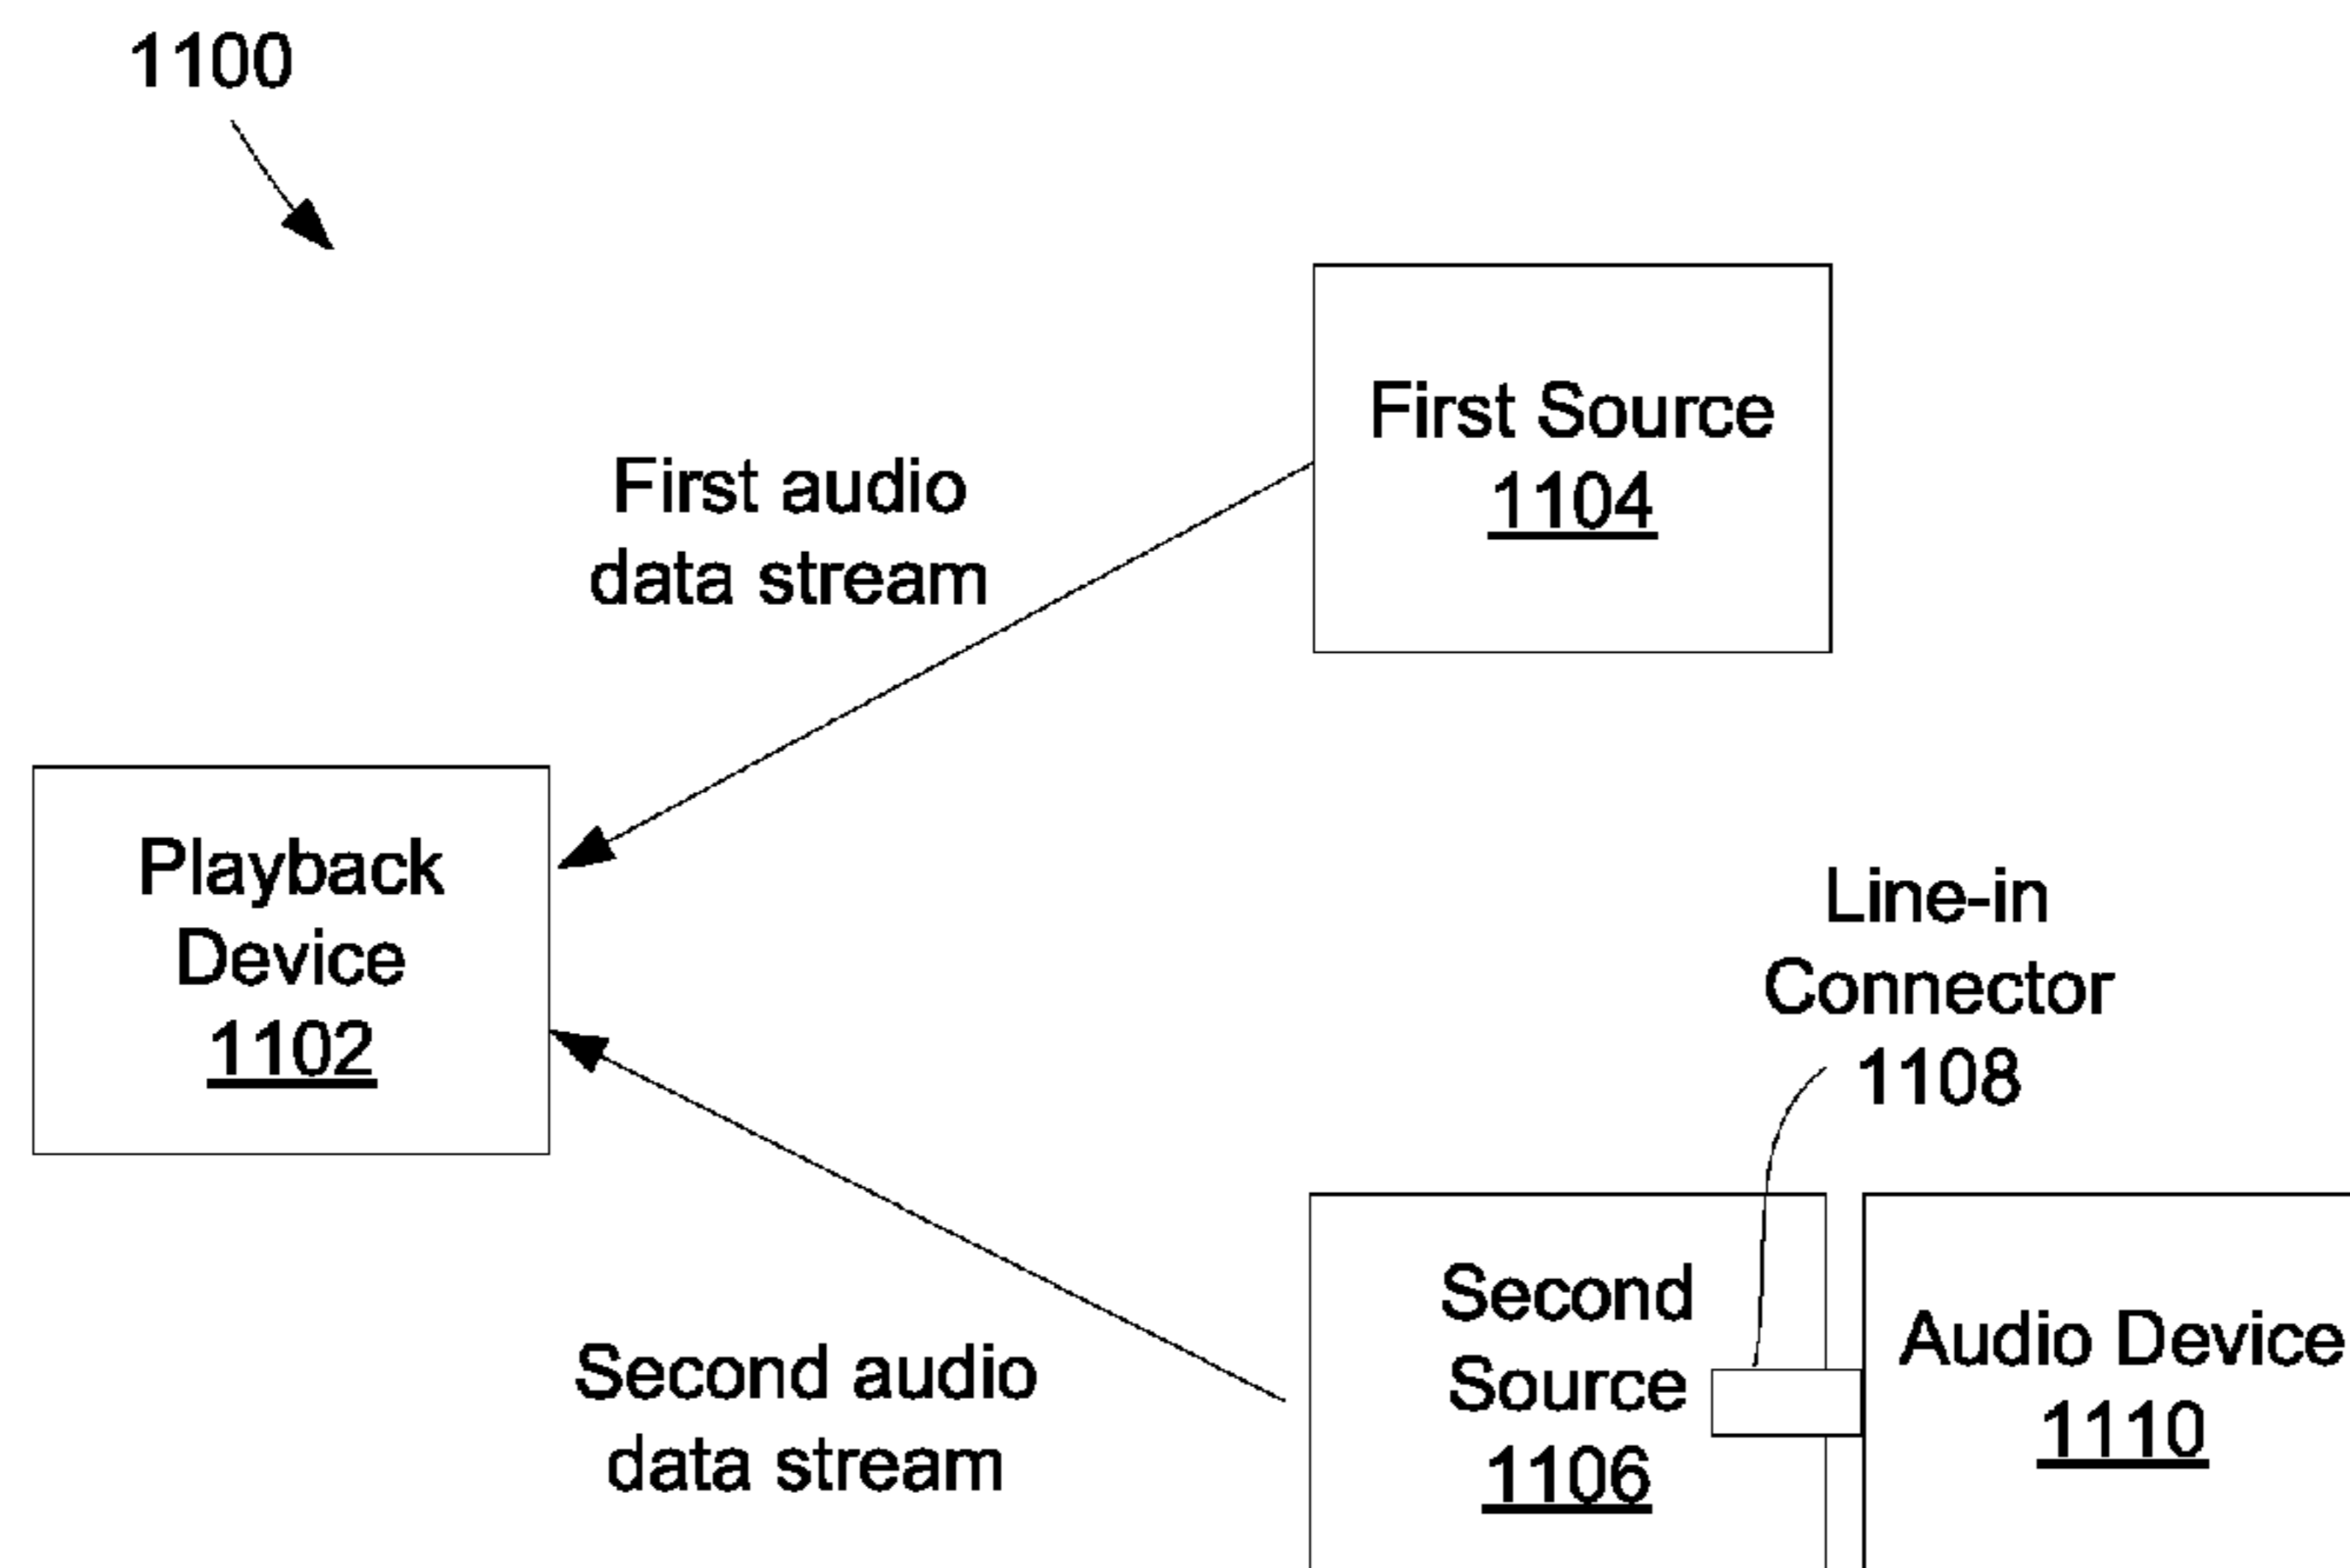 1100
First Source
1104
First audio
data stream
Playback
Device
1102
Line-in
Connector
1108
Second audio
data stream
Second
Source
1106
Audio Device
1110